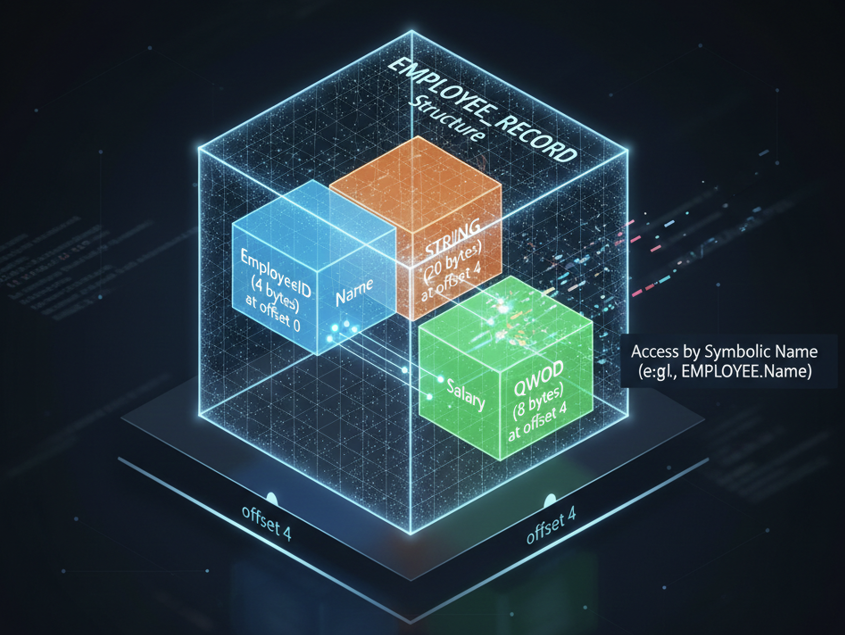 EMPLOYEE_RECORD
Structure
EmployeeID
(4 bytes)
at offset 0
Name
STRIING
(20 bytes)
at offset 4
Salary
QWOD
(8 bytes)
at offset 4
Access by Symbolic Name
(e:gl., EMPLOYEE.Name)
offset 4
offset 4